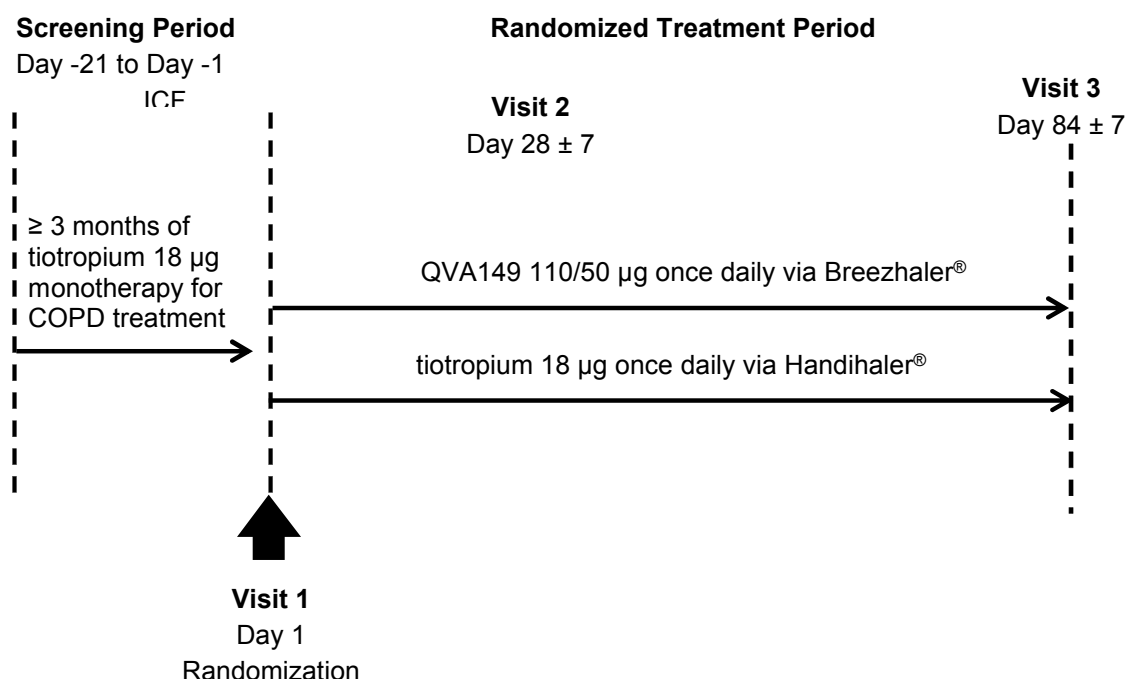 Screening Period
Day -21 to Day -1
Randomized Treatment Period
Visit 2
Day 28 ± 7
Visit 3
Day 84 ± 7
≥ 3 months of
tiotropium 18 µg
monotherapy for
COPD treatment
QVA149 110/50 µg once daily via Breezhaler®
tiotropium 18 µg once daily via Handihaler®
Visit 1
Day 1
Randomization